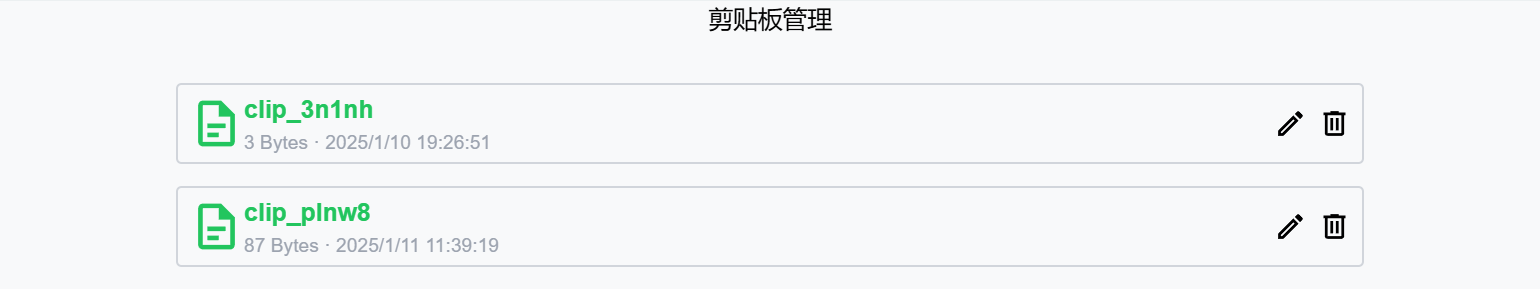 剪贴板管理
clip_3n1nh
3 Bytes · 2025/1/10 19:26:51
clip_plnw8
87 Bytes · 2025/1/11 11:39:19